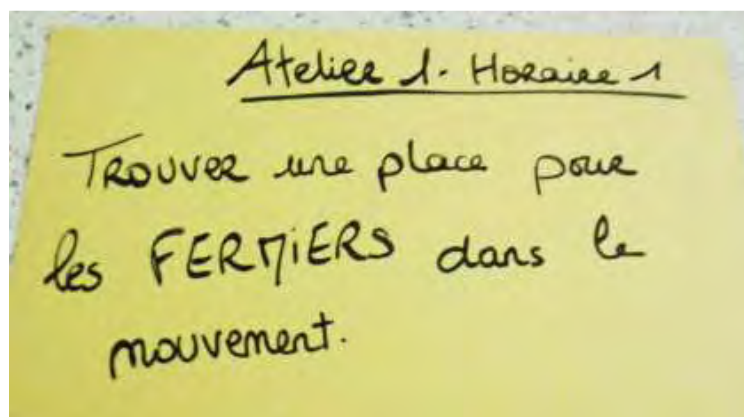 Atelier 1. Horaire 1
TROUVER une place pour
les FERMIERS dans le
mouvement.